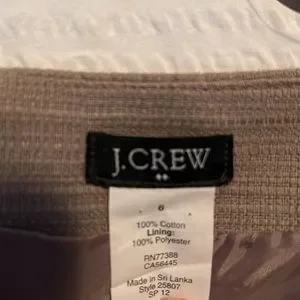 J.CREW
6
100% Cotton
Lining:
100% Polyester
RN77388
CA56445
Made in Sri Lanka
Style 25807
SP 12